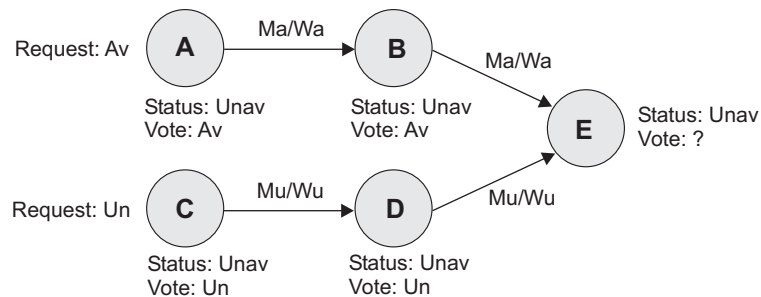 Request: Av
A
Ma/Wa
B
Ma/Wa
Status: Unav
Vote: Av
Status: Unav
Vote: Av
E
Status: Unav
Vote: ?
Request: Un
C
Mu/Wu
D
Mu/Wu
Status: Unav
Vote: Un
Status: Unav
Vote: Un